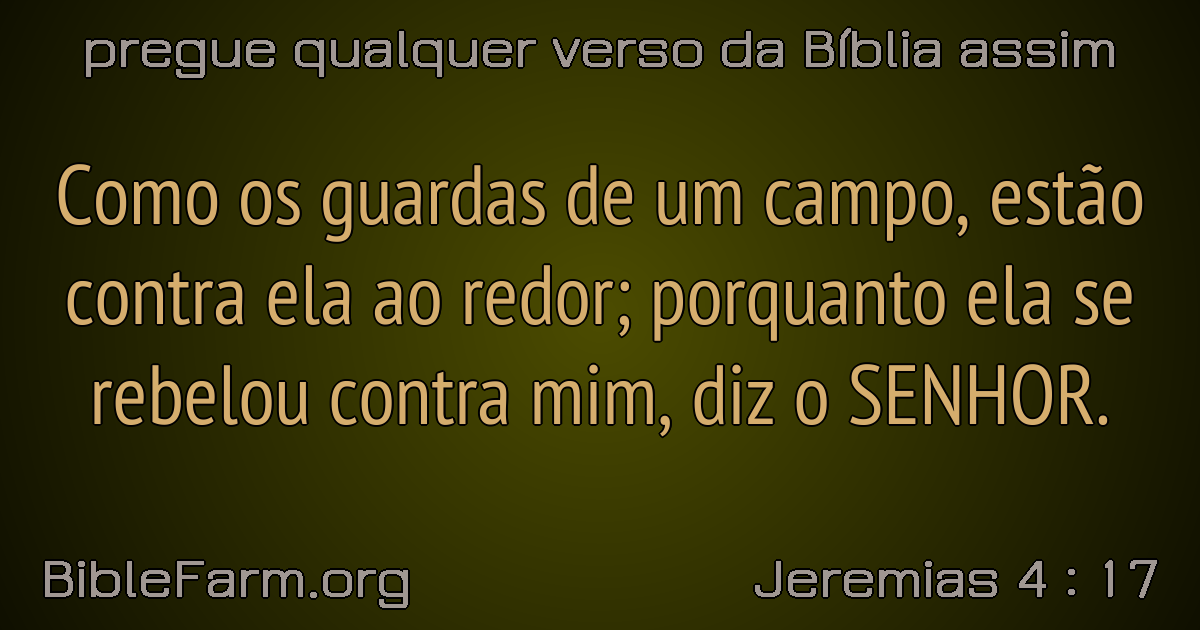 pregue qualquer verso da Bíblia assim
Como os guardas de um campo, estão
contra ela ao redor; porquanto ela se
rebelou contra mim, diz o SENHOR.
BibleFarm.org
Jeremias 4 : 17